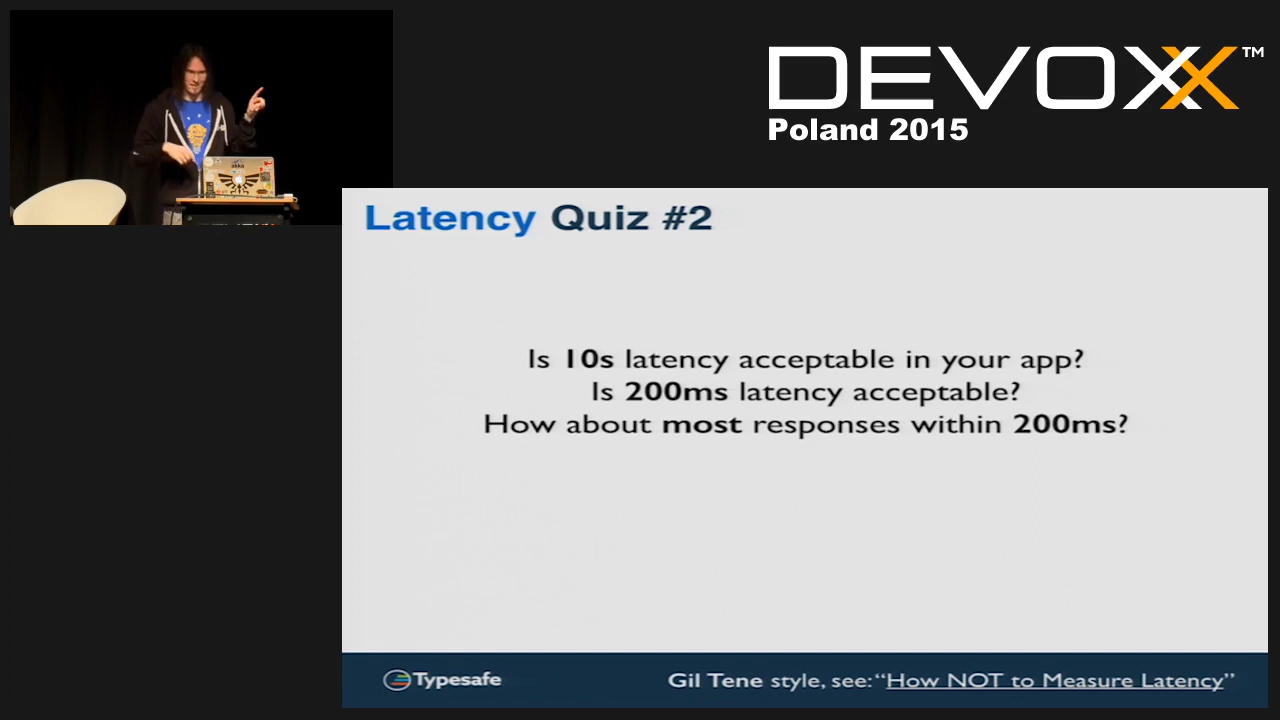 DEVOXX™
Poland 2015
akka
Latency Quiz #2
Is 10s latency acceptable in your app?
Is 200ms latency acceptable?
How about most responses within 200ms?
Typesafe
Gil Tene style, see: “How NOT to Measure Latency”